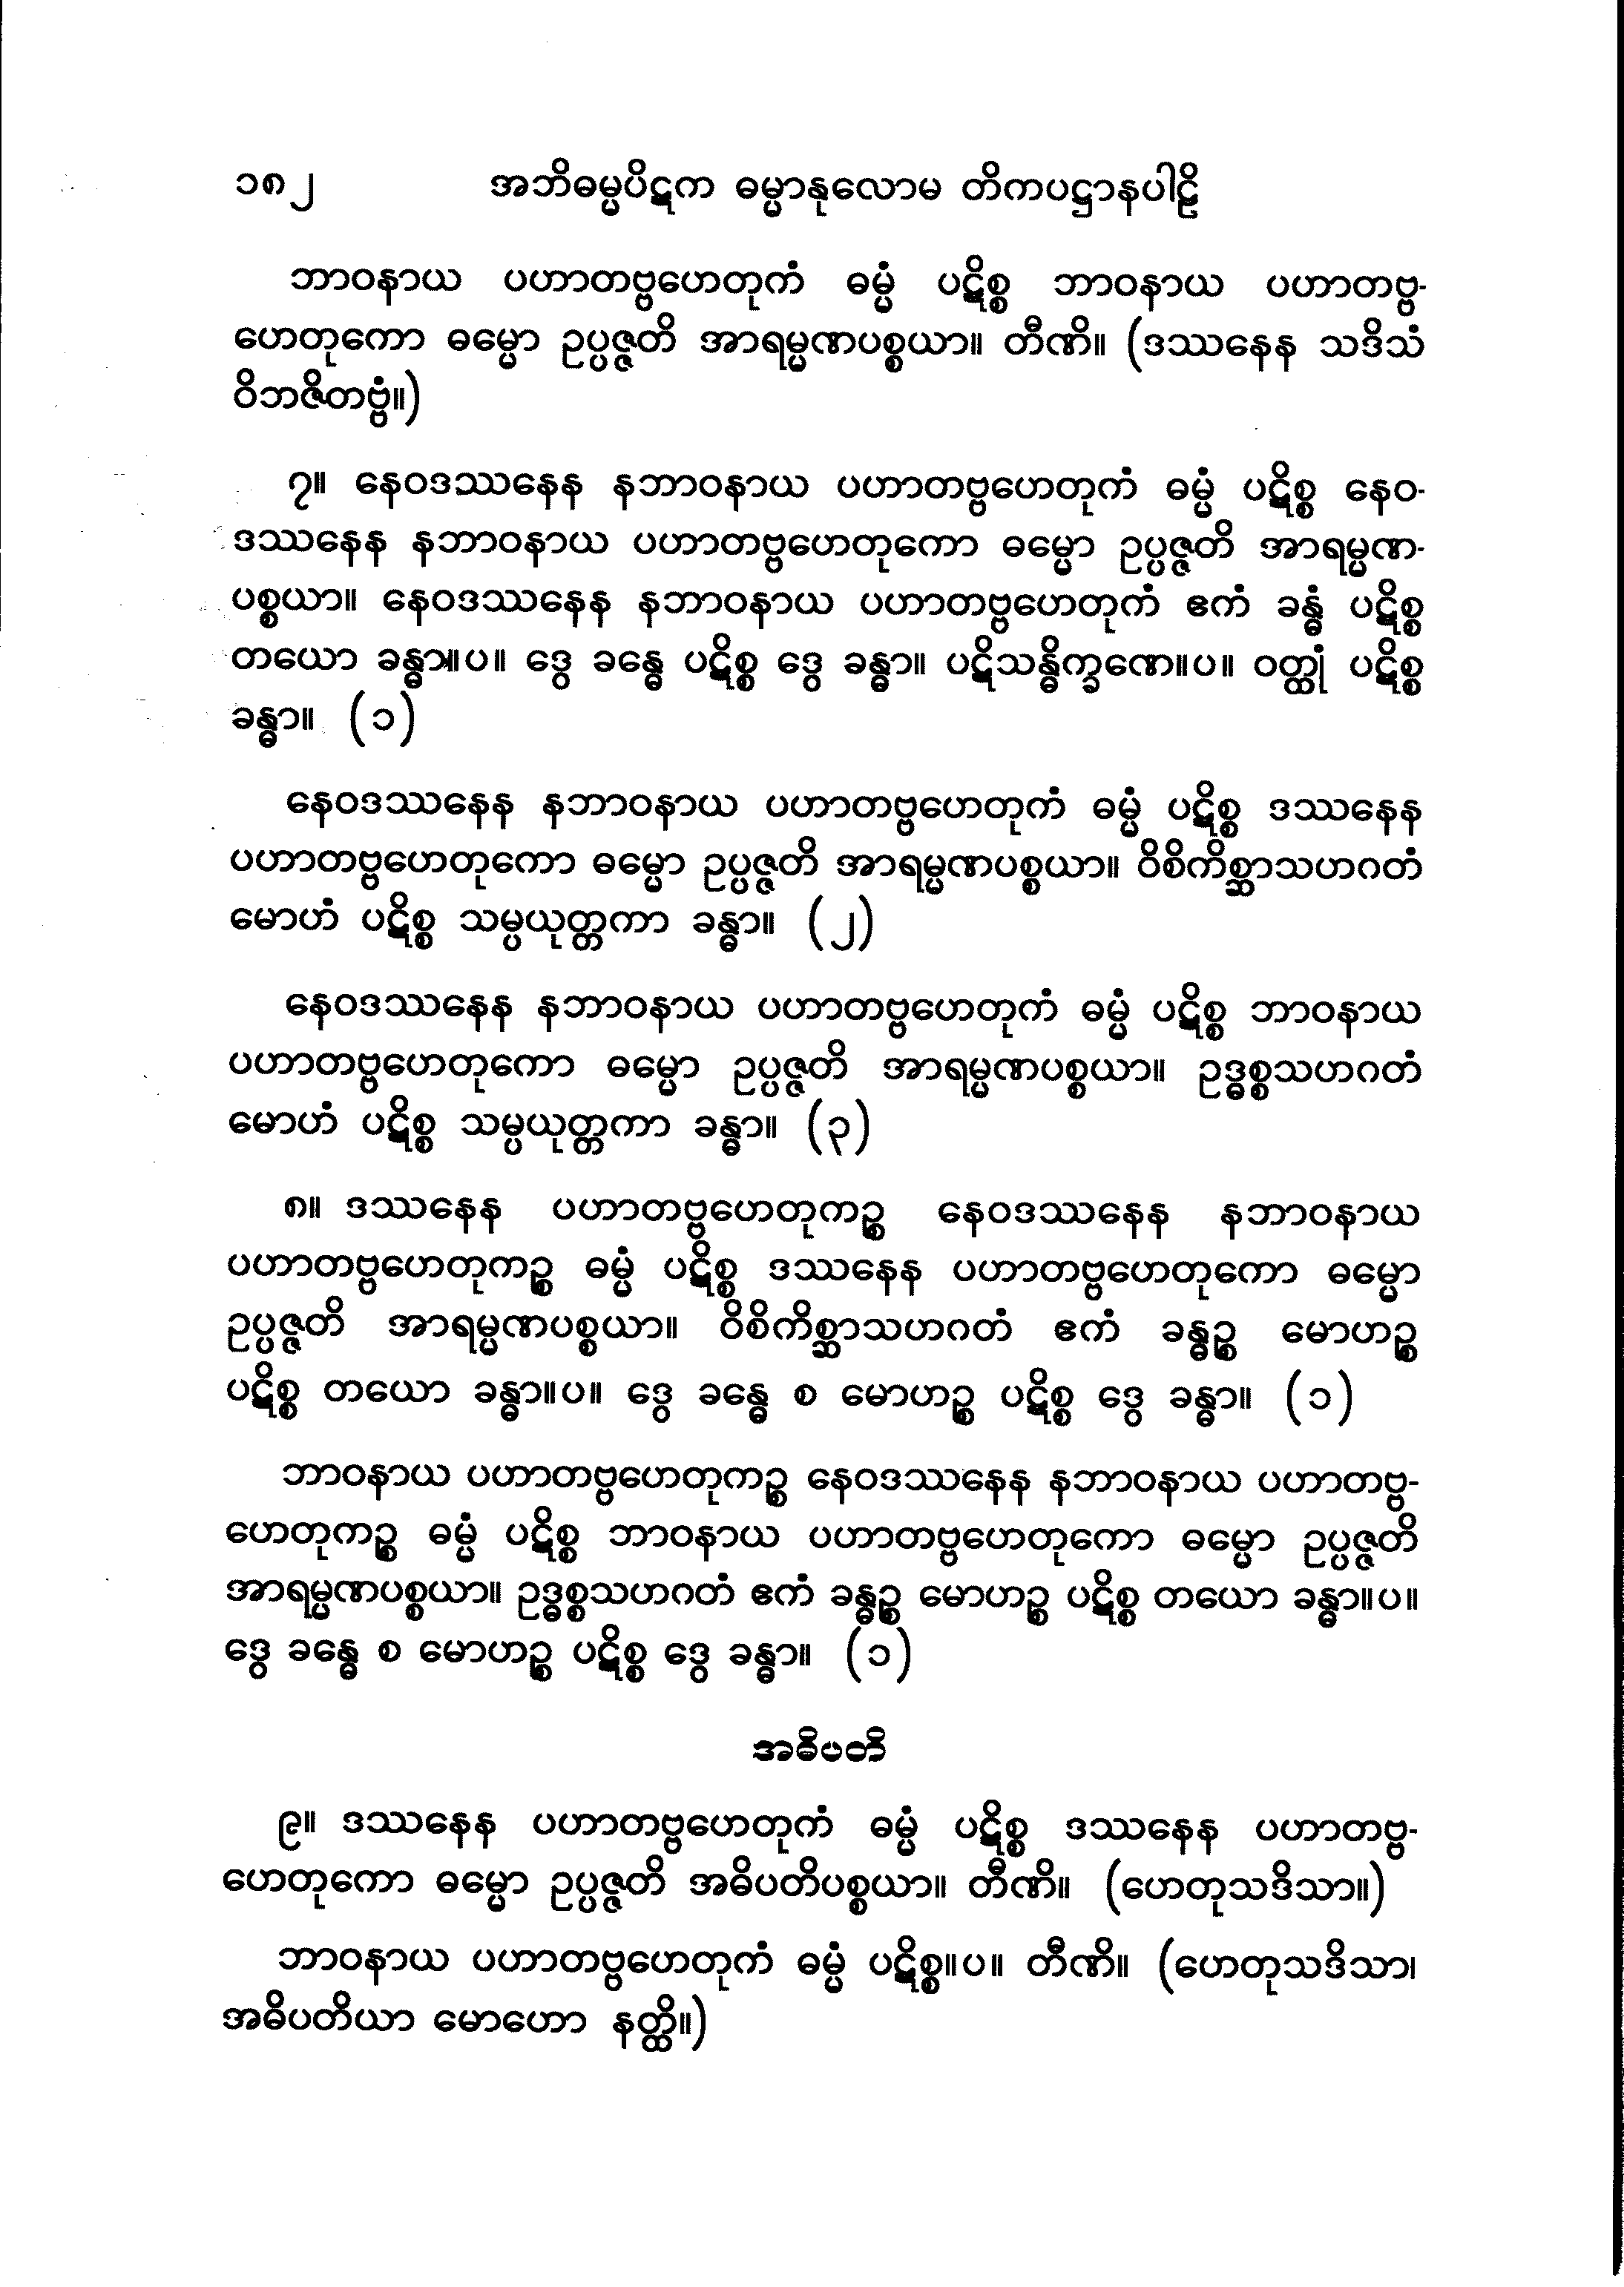 ၁၈၂ အဘိဓမ္မပိဋက ဓမ္မာနုလောမ တိကပဋ္ဌာနပါဠိ
ဘာဝနာယ ပဟာတဗ္ဗဟေတုကံ ဓမ္မံ ပဋိစ္စ ဘာဝနာယ ပဟာတဗ္ဗ-
ဟေတုကော ဓမ္မော ဥပ္ပဇ္ဇတိ အာရမ္မဏပစ္စယာ။ တီဏိ။ (ဒဿနေန သဒိသံ
ဝိဘဇိတဗ္ဗံ။)
၇။ နေဝဒဿနေန နဘာဝနာယ ပဟာတဗ္ဗဟေတုကံ ဓမ္မံ ပဋိစ္စ နေဝ-
ဒဿနေန နဘာဝနာယ ပဟာတဗ္ဗဟေတုကော ဓမ္မော ဥပ္ပဇ္ဇတိ အာရမ္မဏ-
ပစ္စယာ။ နေဝဒဿနေန နဘာဝနာယ ပဟာတဗ္ဗဟေတုကံ ဧကံ ခန္ဓံ ပဋိစ္စ
တယော ခန္ဓာ။ပ။ ဒွေ ခန္ဓေ ပဋိစ္စ ဒွေ ခန္ဓာ။ ပဋိသန္ဓိက္ခဏေ။ပ။ ဝတ္ထုံ ပဋိစ္စ
ခန္ဓာ။ (၁)
နေဝဒဿနေန နဘာဝနာယ ပဟာတဗ္ဗဟေတုကံ ဓမ္မံ ပဋိစ္စ ဒဿနေန
ပဟာတဗ္ဗဟေတုကော ဓမ္မော ဥပ္ပဇ္ဇတိ အာရမ္မဏပစ္စယာ။ ဝိစိကိစ္ဆာသဟဂတံ
မောဟံ ပဋိစ္စ သမ္ပယုတ္တကာ ခန္ဓာ။ (၂)
နေဝဒဿနေန နဘာဝနာယ ပဟာတဗ္ဗဟေတုကံ ဓမ္မံ ပဋိစ္စ ဘာဝနာယ
ပဟာတဗ္ဗဟေတုကော ဓမ္မော ဥပ္ပဇ္ဇတိ အာရမ္မဏပစ္စယာ။ ဥဒ္ဓစ္စသဟဂတံ
မောဟံ ပဋိစ္စ သမ္ပယုတ္တကာ ခန္ဓာ။ (၃)
၈။ ဒဿနေန ပဟာတဗ္ဗဟေတုကဉ္စ နေဝဒဿနေန နဘာဝနာယ
ပဟာတဗ္ဗဟေတုကဉ္စ ဓမ္မံ ပဋိစ္စ ဒဿနေန ပဟာတဗ္ဗဟေတုကော ဓမ္မော
ဥပ္ပဇ္ဇတိ အာရမ္မဏပစ္စယာ။ ဝိစိကိစ္ဆာသဟဂတံ ဧကံ ခန္ဓဉ္စ မောဟဉ္စ
ပဋိစ္စ တယော ခန္ဓာ။ပ။ ဒွေ ခန္ဓေ စ မောဟဉ္စ ပဋိစ္စ ဒွေ ခန္ဓာ။ (၁)
ဘာဝနာယ ပဟာတဗ္ဗဟေတုကဉ္စ နေဝဒဿနေန နဘာဝနာယ ပဟာတဗ္ဗ-
ဟေတုကဉ္စ ဓမ္မံ ပဋိစ္စ ဘာဝနာယ ပဟာတဗ္ဗဟေတုကော ဓမ္မော ဥပ္ပဇ္ဇတိ
အာရမ္မဏပစ္စယာ။ ဥဒ္ဓစ္စသဟဂတံ ဧကံ ခန္ဓဉ္စ မောဟဉ္စ ပဋိစ္စ တယော ခန္ဓာ။ပ။
ဒွေ ခန္ဓေ စ မောဟဉ္စ ပဋိစ္စ ဒွေ ခန္ဓာ။ (၁)
အဓိပတိ
၉။ ဒဿနေန ပဟာတဗ္ဗဟေတုကံ ဓမ္မံ ပဋိစ္စ ဒဿနေန ပဟာတဗ္ဗ-
ဟေတုကော ဓမ္မော ဥပ္ပဇ္ဇတိ အဓိပတိပစ္စယာ။ တီဏိ။ (ဟေတုသဒိသာ။)
ဘာဝနာယ ပဟာတဗ္ဗဟေတုကံ ဓမ္မံ ပဋိစ္စ။ပ။ တီဏိ။ (ဟေတုသဒိသာ၊
အဓိပတိယာ မောဟော နတ္ထိ။)